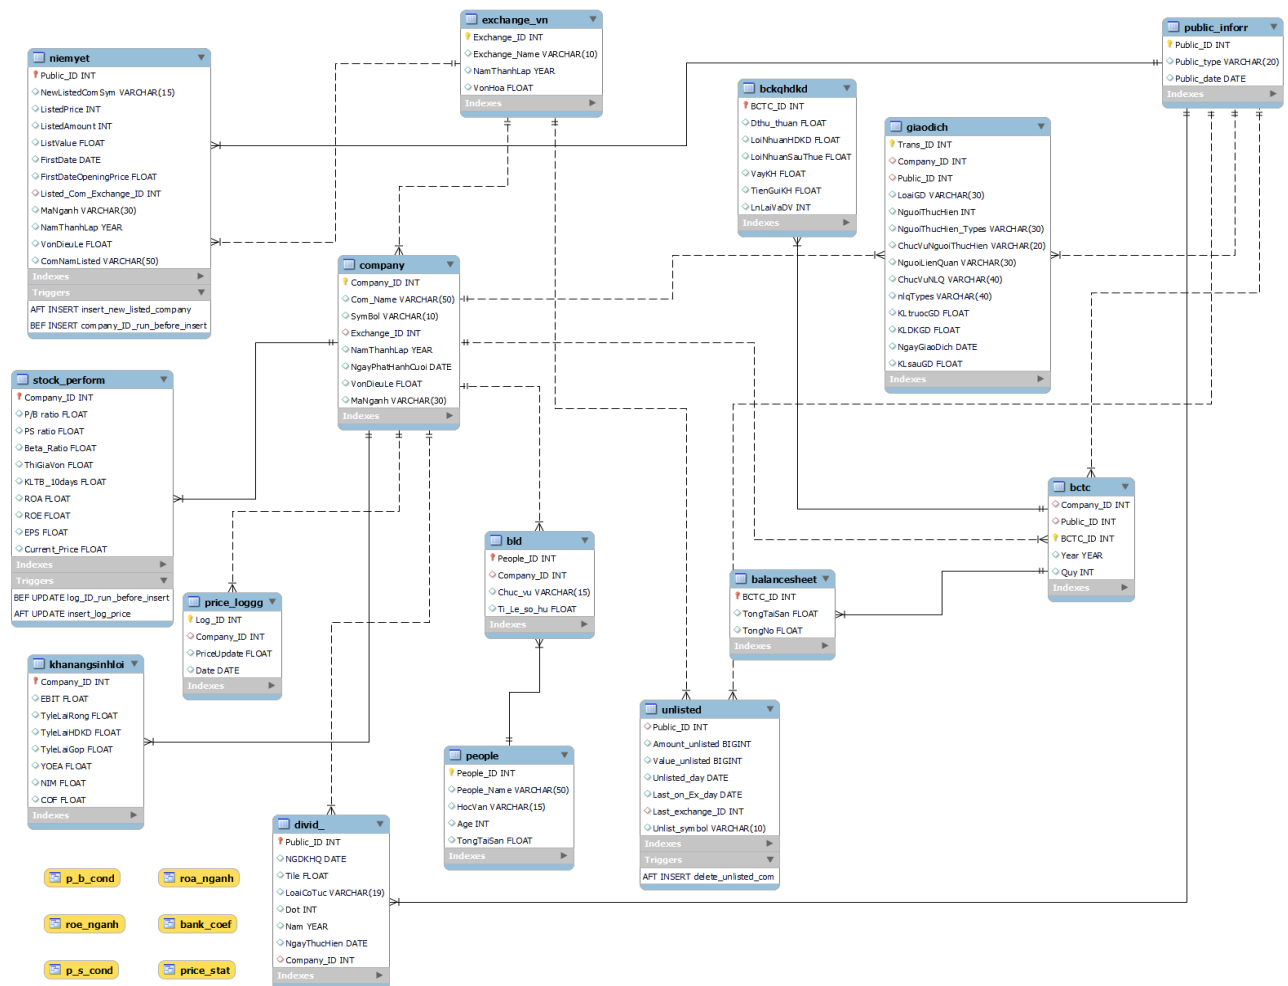 exchange_vn
Exchange_ID INT
Exchange_Name VARCHAR(10)
NamThanhLap YEAR
VonHoa FLOAT
Indexes
public_inforr
Public_ID INT
Public_type VARCHAR(20)
Public_date DATE
Indexes
niemyet
Public_ID INT
NewListedComSym VARCHAR(15)
ListedPrice INT
ListedAmount INT
ListValue FLOAT
FirstDate DATE
FirstDateOpeningPrice FLOAT
Listed_Com_Exchange_ID INT
MaNganh VARCHAR(30)
NamThanhLap YEAR
VonDieuLe FLOAT
ComNamListed VARCHAR(50)
Indexes
Triggers
AFT INSERT insert_new_listed_company
BEF INSERT company_ID_run_before_insert
bckqhdkd
BCTC_ID INT
Dthu_thuan FLOAT
LoiNhuanHDKD FLOAT
LoiNhuanSauThue FLOAT
VayKH FLOAT
TienGuiKH FLOAT
LnLaiVaDV INT
Indexes
giaodich
Trans_ID INT
Company_ID INT
Public_ID INT
LoaiGD VARCHAR(30)
NguoiThucHien INT
NguoiThucHien_Types VARCHAR(30)
ChucVuNguoiThucHien VARCHAR(20)
NguoiLienQuan VARCHAR(30)
ChucVuNLQ VARCHAR(40)
nlqTypes VARCHAR(40)
KLtruocGD FLOAT
KLDKGD FLOAT
NgayGiaoDich DATE
KLsauGD FLOAT
Indexes
company
Company_ID INT
Com_Name VARCHAR(50)
SymBol VARCHAR(10)
Exchange_ID INT
NamThanhLap YEAR
NgayPhatHanhCuoi DATE
VonDieuLe FLOAT
MaNganh VARCHAR(30)
Indexes
stock_perform
Company_ID INT
P/B ratio FLOAT
PS ratio FLOAT
Beta_Ratio FLOAT
ThiGiaVon FLOAT
KLTB_10days FLOAT
ROA FLOAT
ROE FLOAT
EPS FLOAT
Current_Price FLOAT
Indexes
Triggers
BEF UPDATE log_ID_run_before_insert
AFT UPDATE insert_log_price
bctc
Company_ID INT
Public_ID INT
BCTC_ID INT
Year YEAR
Quy INT
Indexes
bld
People_ID INT
Company_ID INT
Chuc_vu VARCHAR(15)
Ti_Le_so_hu FLOAT
Indexes
balancesheet
BCTC_ID INT
TongTaiSan FLOAT
TongNo FLOAT
Indexes
price_loggg
Log_ID INT
Company_ID INT
PriceUpdate FLOAT
Date DATE
Indexes
khanangsinhloi
Company_ID INT
EBIT FLOAT
TyleLaiRong FLOAT
TyleLaiHDKD FLOAT
TyleLaiGop FLOAT
YOEA FLOAT
NIM FLOAT
COF FLOAT
Indexes
unlisted
Public_ID INT
Amount_unlisted BIGINT
Value_unlisted BIGINT
Unlisted_day DATE
Last_on_Ex_day DATE
Last_exchange_ID INT
Unlist_symbol VARCHAR(10)
Indexes
Triggers
AFT INSERT delete_unlisted_com
people
People_ID INT
People_Name VARCHAR(50)
HocVan VARCHAR(15)
Age INT
TongTaiSan FLOAT
Indexes
divid_
Public_ID INT
NGDKHQ DATE
Tile FLOAT
LoaiCoTuc VARCHAR(19)
Dot INT
Nam YEAR
NgayThucHien DATE
Company_ID INT
Indexes
p_b_cond
roa_nganh
roe_nganh
bank_coef
p_s_cond
price_stat